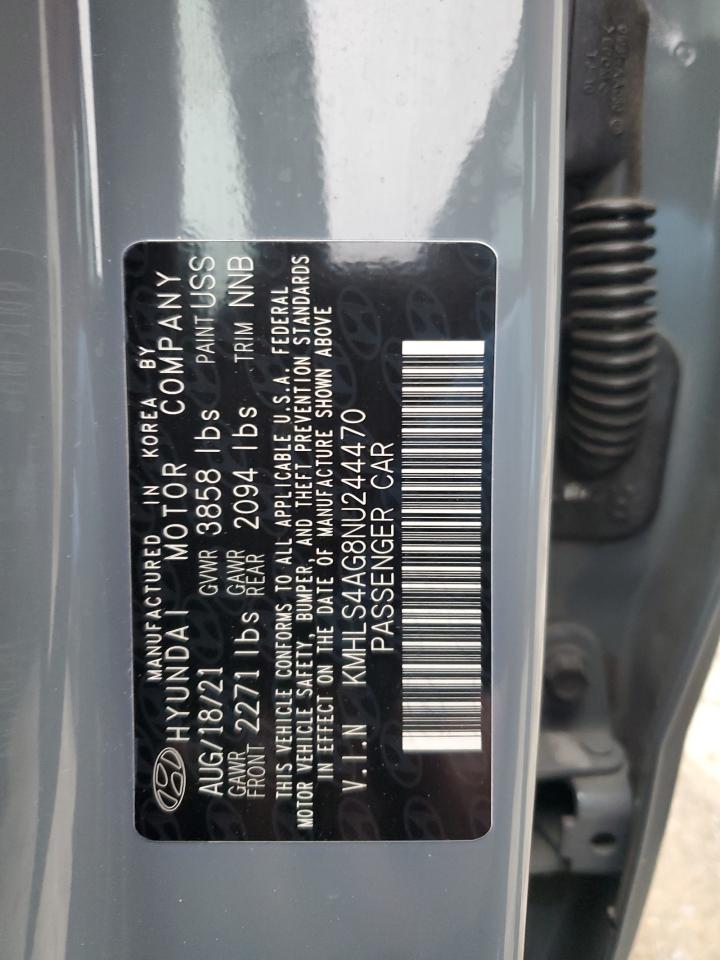 MANUFACTURED IN KOREA BY
HYUNDAI MOTOR COMPANY
AUG/18/21 GVWR 3858 lbs PAINT USS
GAWR FRONT 2271 lbs GAWR REAR 2094 lbs TRIM NNB
THIS VEHICLE CONFORMS TO ALL APPLICABLE U.S.A. FEDERAL
MOTOR VEHICLE SAFETY, BUMPER, AND THEFT PREVENTION STANDARDS
IN EFFECT ON THE DATE OF MANUFACTURE SHOWN ABOVE
V.I.N KMHLS4AG8NU244470
PASSENGER CAR